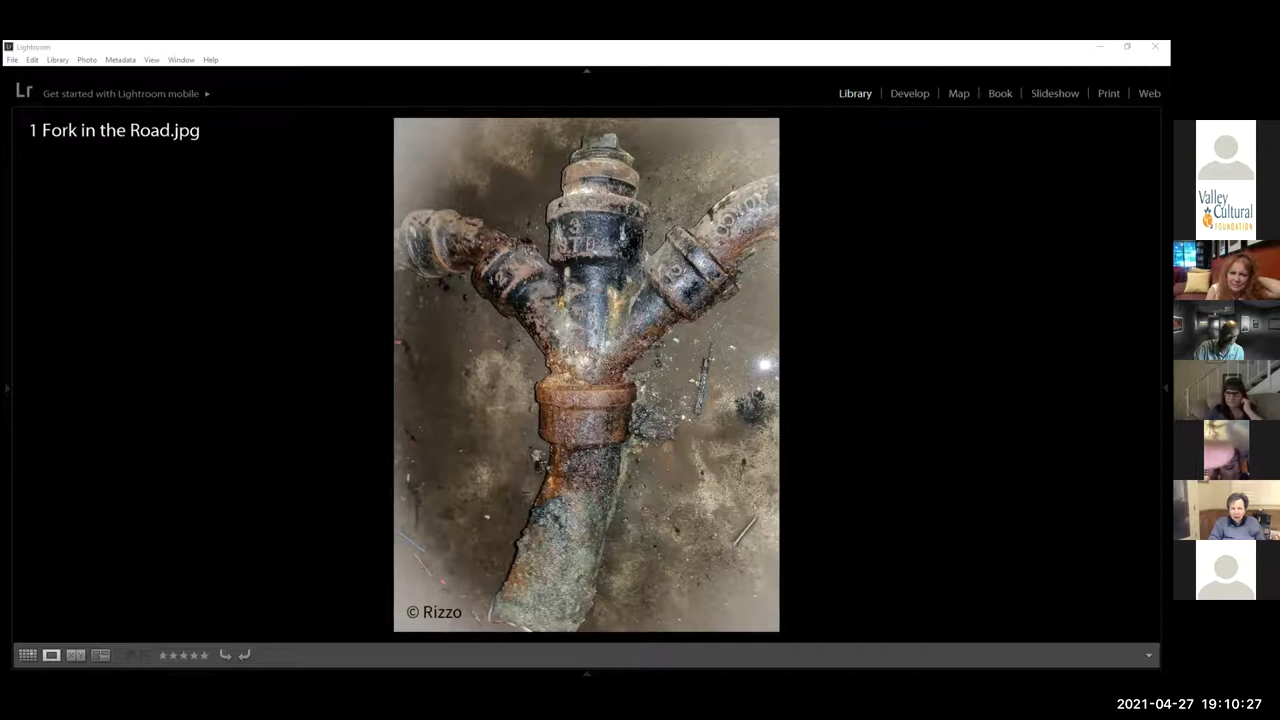 Lightroom
File Edit Library Photo Metadata View Window Help
Lr Get started with Lightroom mobile
Library | Develop | Map | Book | Slideshow | Print | Web
1 Fork in the Road.jpg
3
STD
© Rizzo
Valley
Cultural
FOUNDATION
2021-04-27 19:10:27